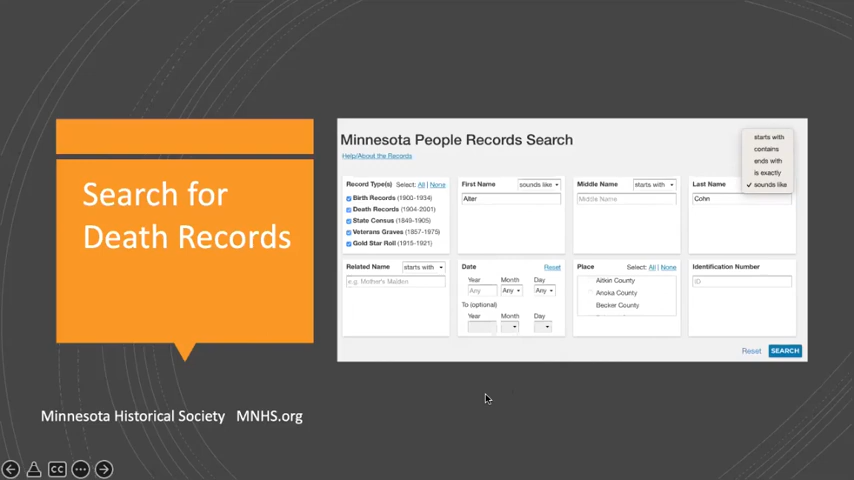 Search for
Death Records
Minnesota Historical Society MNHS.org
Minnesota People Records Search
Help/About the Records
starts with
contains
ends with
is exactly
✓ sounds like
Record Type(s) Select: All | None
Birth Records (1900-1934)
Death Records (1904-2001)
State Census (1849-1905)
Veterans Graves (1857-1975)
Gold Star Roll (1915-1921)
First Name sounds like
Alter
Middle Name starts with
Middle Name
Last Name
Cohn
Related Name starts with
e.g. Mother's Maiden
Date Reset
Year Month Day
Any Any Any
To (optional)
Year Month Day
Place Select: All | None
Aitkin County
Anoka County
Becker County
Identification Number
ID
Reset SEARCH
CC